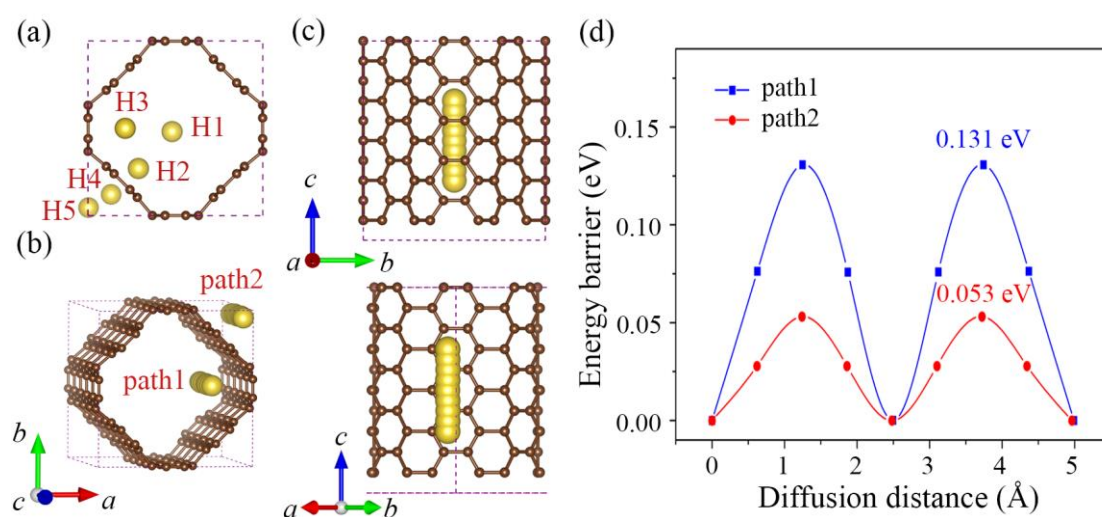 (a)
H3
H1
H2
H4
H5
(b)
path2
path1
b
c
a
(c)
c
a
b
c
a
b
(d)
path1
path2
0.131 eV
0.053 eV
Energy barrier (eV)
0.15
0.10
0.05
0.00
0 1 2 3 4 5
Diffusion distance (Å)